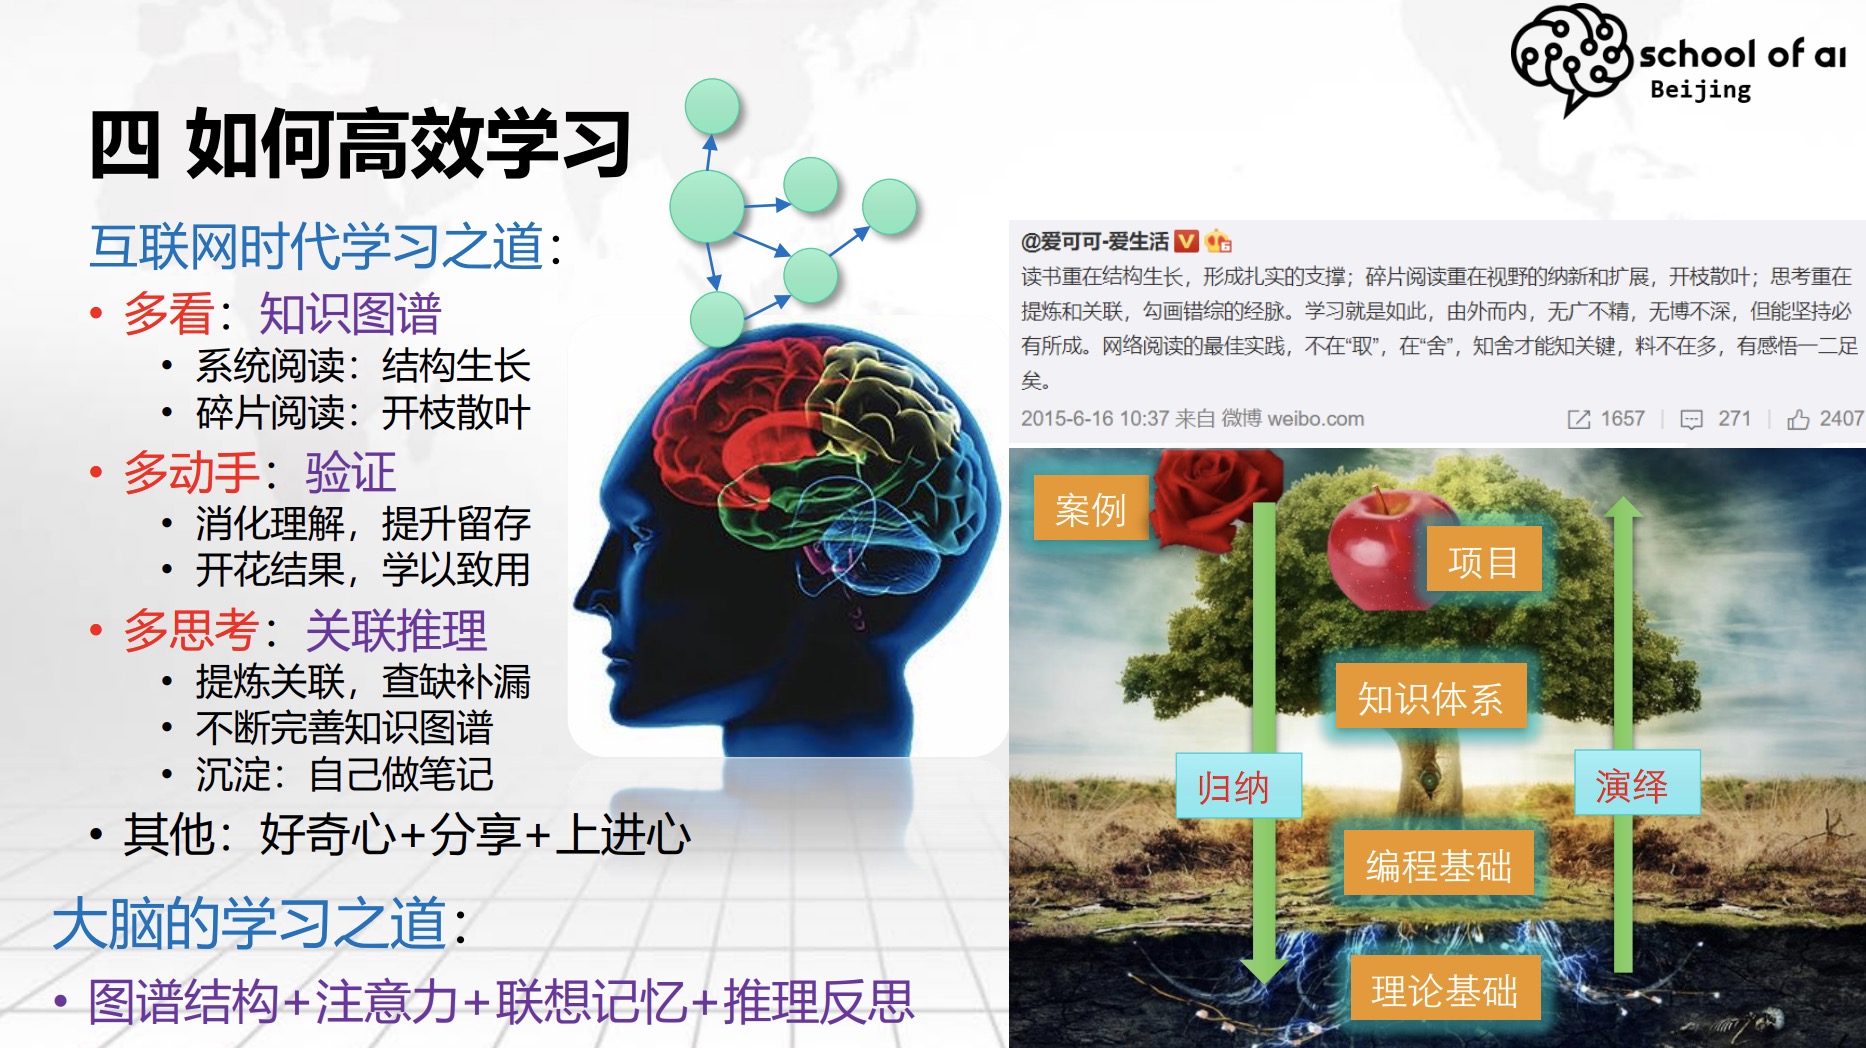 school of ai
Beijing
四 如何高效学习
互联网时代学习之道：
• 多看：知识图谱
• 系统阅读：结构生长
• 碎片阅读：开枝散叶
• 多动手：验证
• 消化理解，提升留存
• 开花结果，学以致用
• 多思考：关联推理
• 提炼关联，查缺补漏
• 不断完善知识图谱
• 沉淀：自己做笔记
• 其他：好奇心+分享+上进心
大脑的学习之道：
• 图谱结构+注意力+联想记忆+推理反思
@爱可可-爱生活 V 6
读书重在结构生长，形成扎实的支撑；碎片阅读重在视野的纳新和扩展，开枝散叶；思考重在
提炼和关联，勾画错综的经脉。学习就是如此，由外而内，无广不精，无博不深，但能坚持必
有所成。网络阅读的最佳实践，不在“取”，在“舍”，知舍才能知关键，料不在多，有感悟一二足
矣。
2015-6-16 10:37 来自 微博 weibo.com 1657 271 2407
案例
项目
知识体系
归纳
演绎
编程基础
理论基础